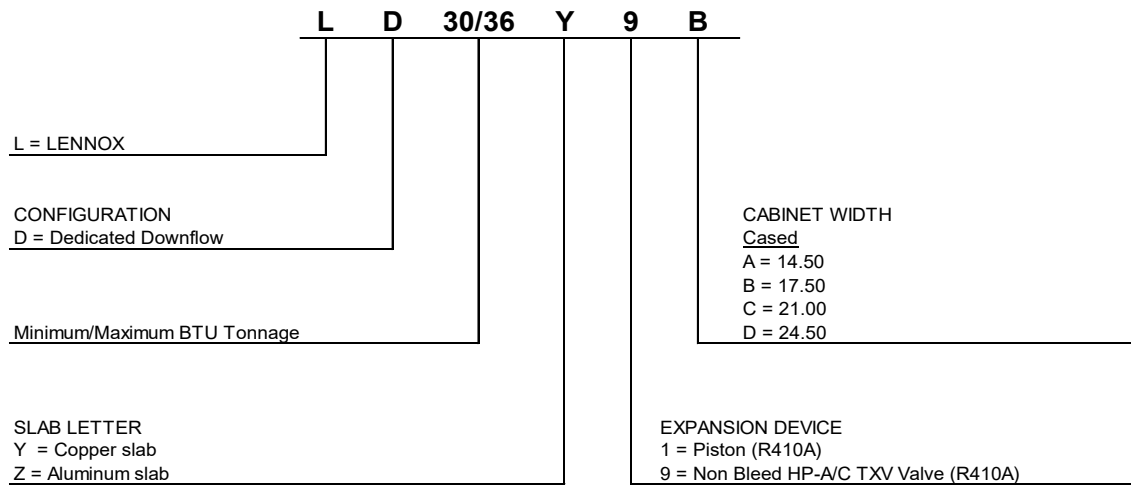 L D 30/36 Y 9 B
L = LENNOX
CONFIGURATION
D = Dedicated Downflow
Minimum/Maximum BTU Tonnage
SLAB LETTER
Y = Copper slab
Z = Aluminum slab
CABINET WIDTH
Cased
A = 14.50
B = 17.50
C = 21.00
D = 24.50
EXPANSION DEVICE
1 = Piston (R410A)
9 = Non Bleed HP-A/C TXV Valve (R410A)